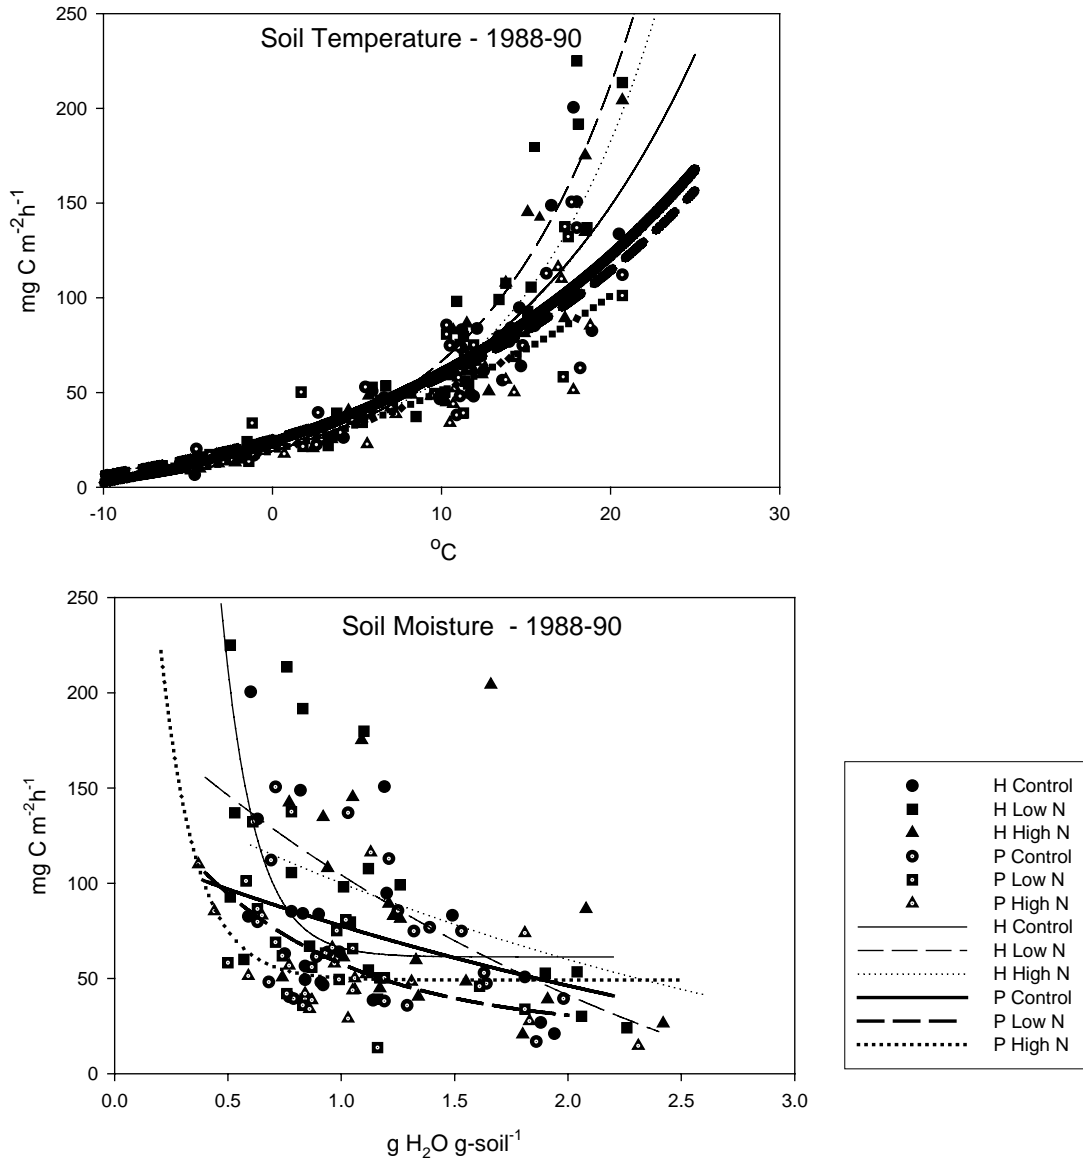 Soil Temperature - 1988-90
mg C m⁻²h⁻¹
250
200
150
100
50
0
-10 0 10 20 30
°C
Soil Moisture - 1988-90
mg C m⁻²h⁻¹
250
200
150
100
50
0
0.0 0.5 1.0 1.5 2.0 2.5 3.0
g H₂O g-soil⁻¹
H Control
H Low N
H High N
P Control
P Low N
P High N
H Control
H Low N
H High N
P Control
P Low N
P High N